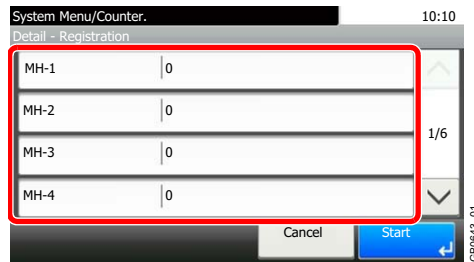 System Menu/Counter. 10:10
Detail - Registration
MH-1 0
MH-2 0
1/6
MH-3 0
MH-4 0
Cancel Start